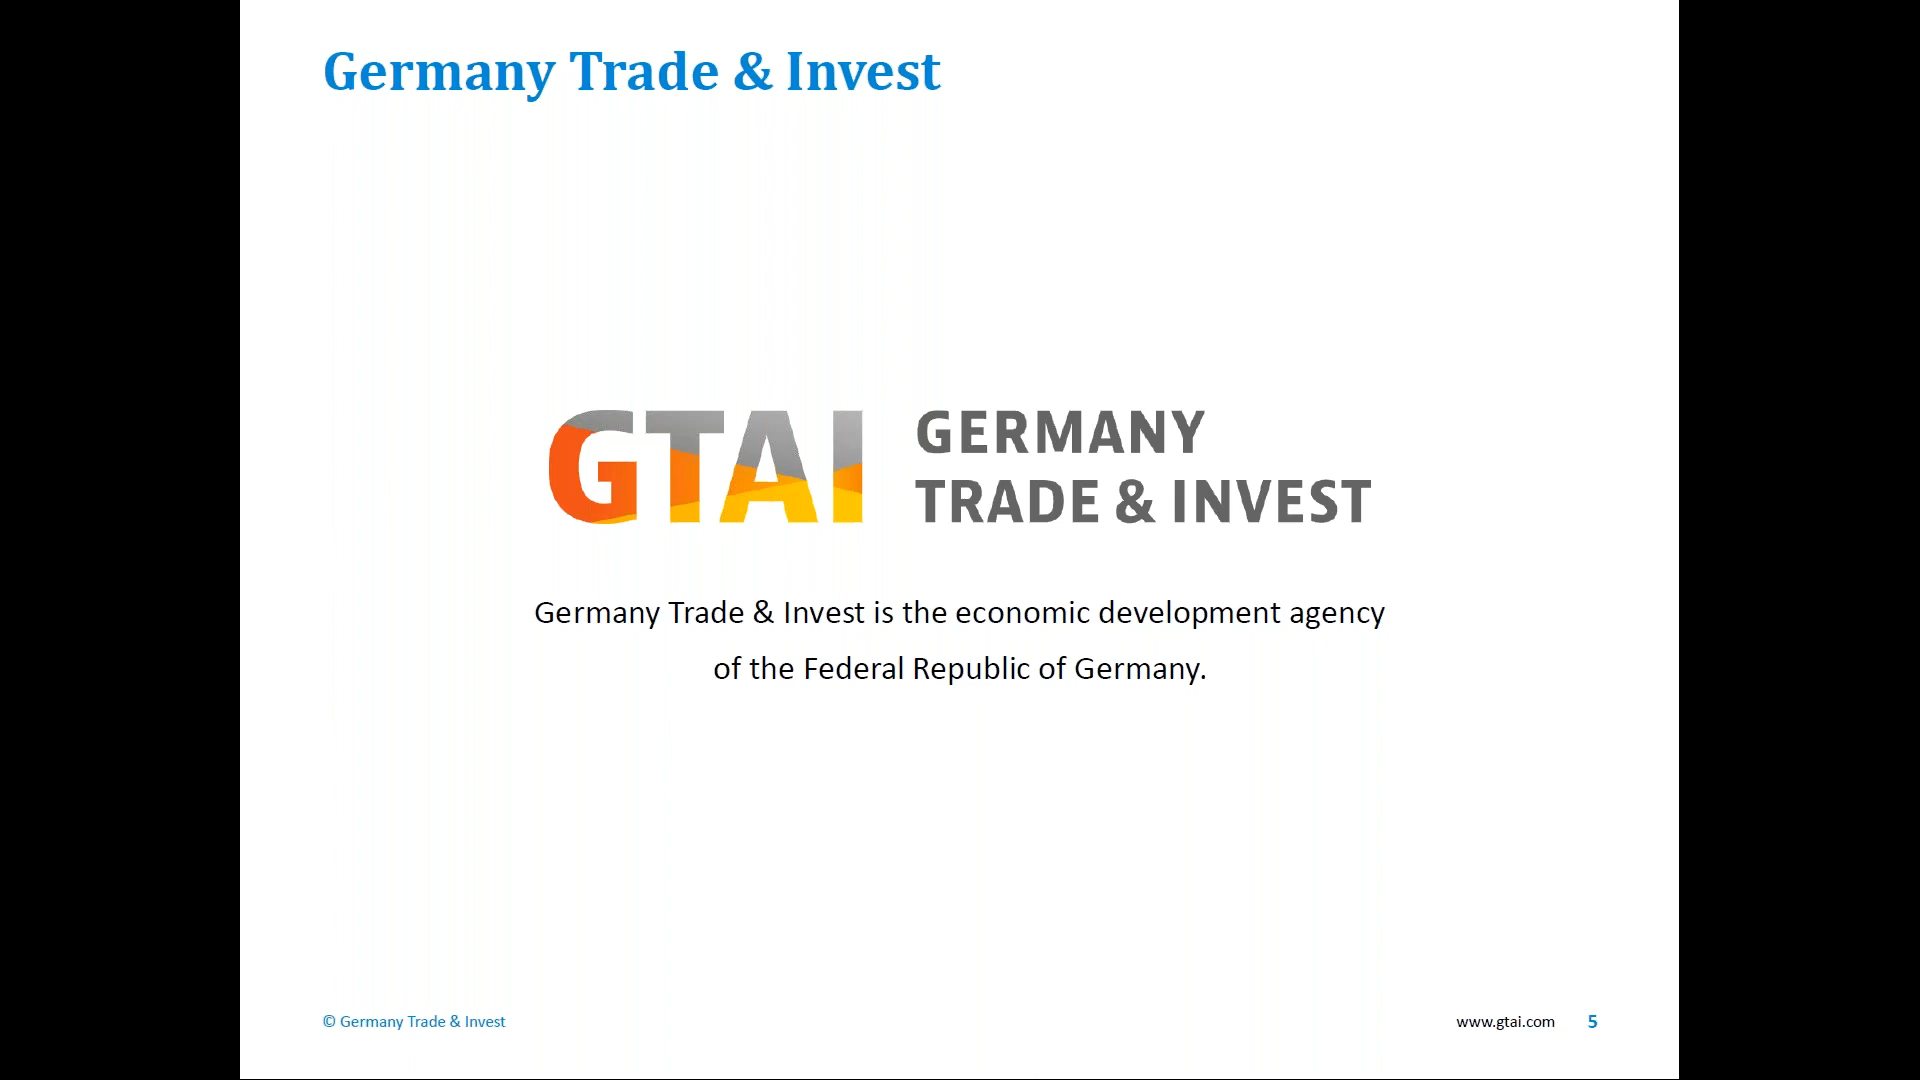 Germany Trade & Invest
GTAI
GERMANY
TRADE & INVEST
Germany Trade & Invest is the economic development agency
of the Federal Republic of Germany.
© Germany Trade & Invest
www.gtai.com 5